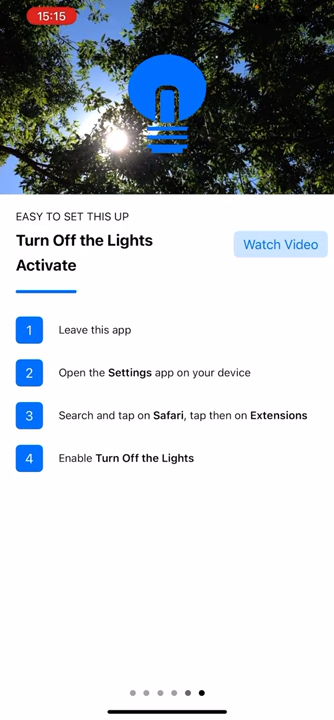 15:15
EASY TO SET THIS UP
Turn Off the Lights
Activate
Watch Video
1 Leave this app
2 Open the Settings app on your device
3 Search and tap on Safari, tap then on Extensions
4 Enable Turn Off the Lights